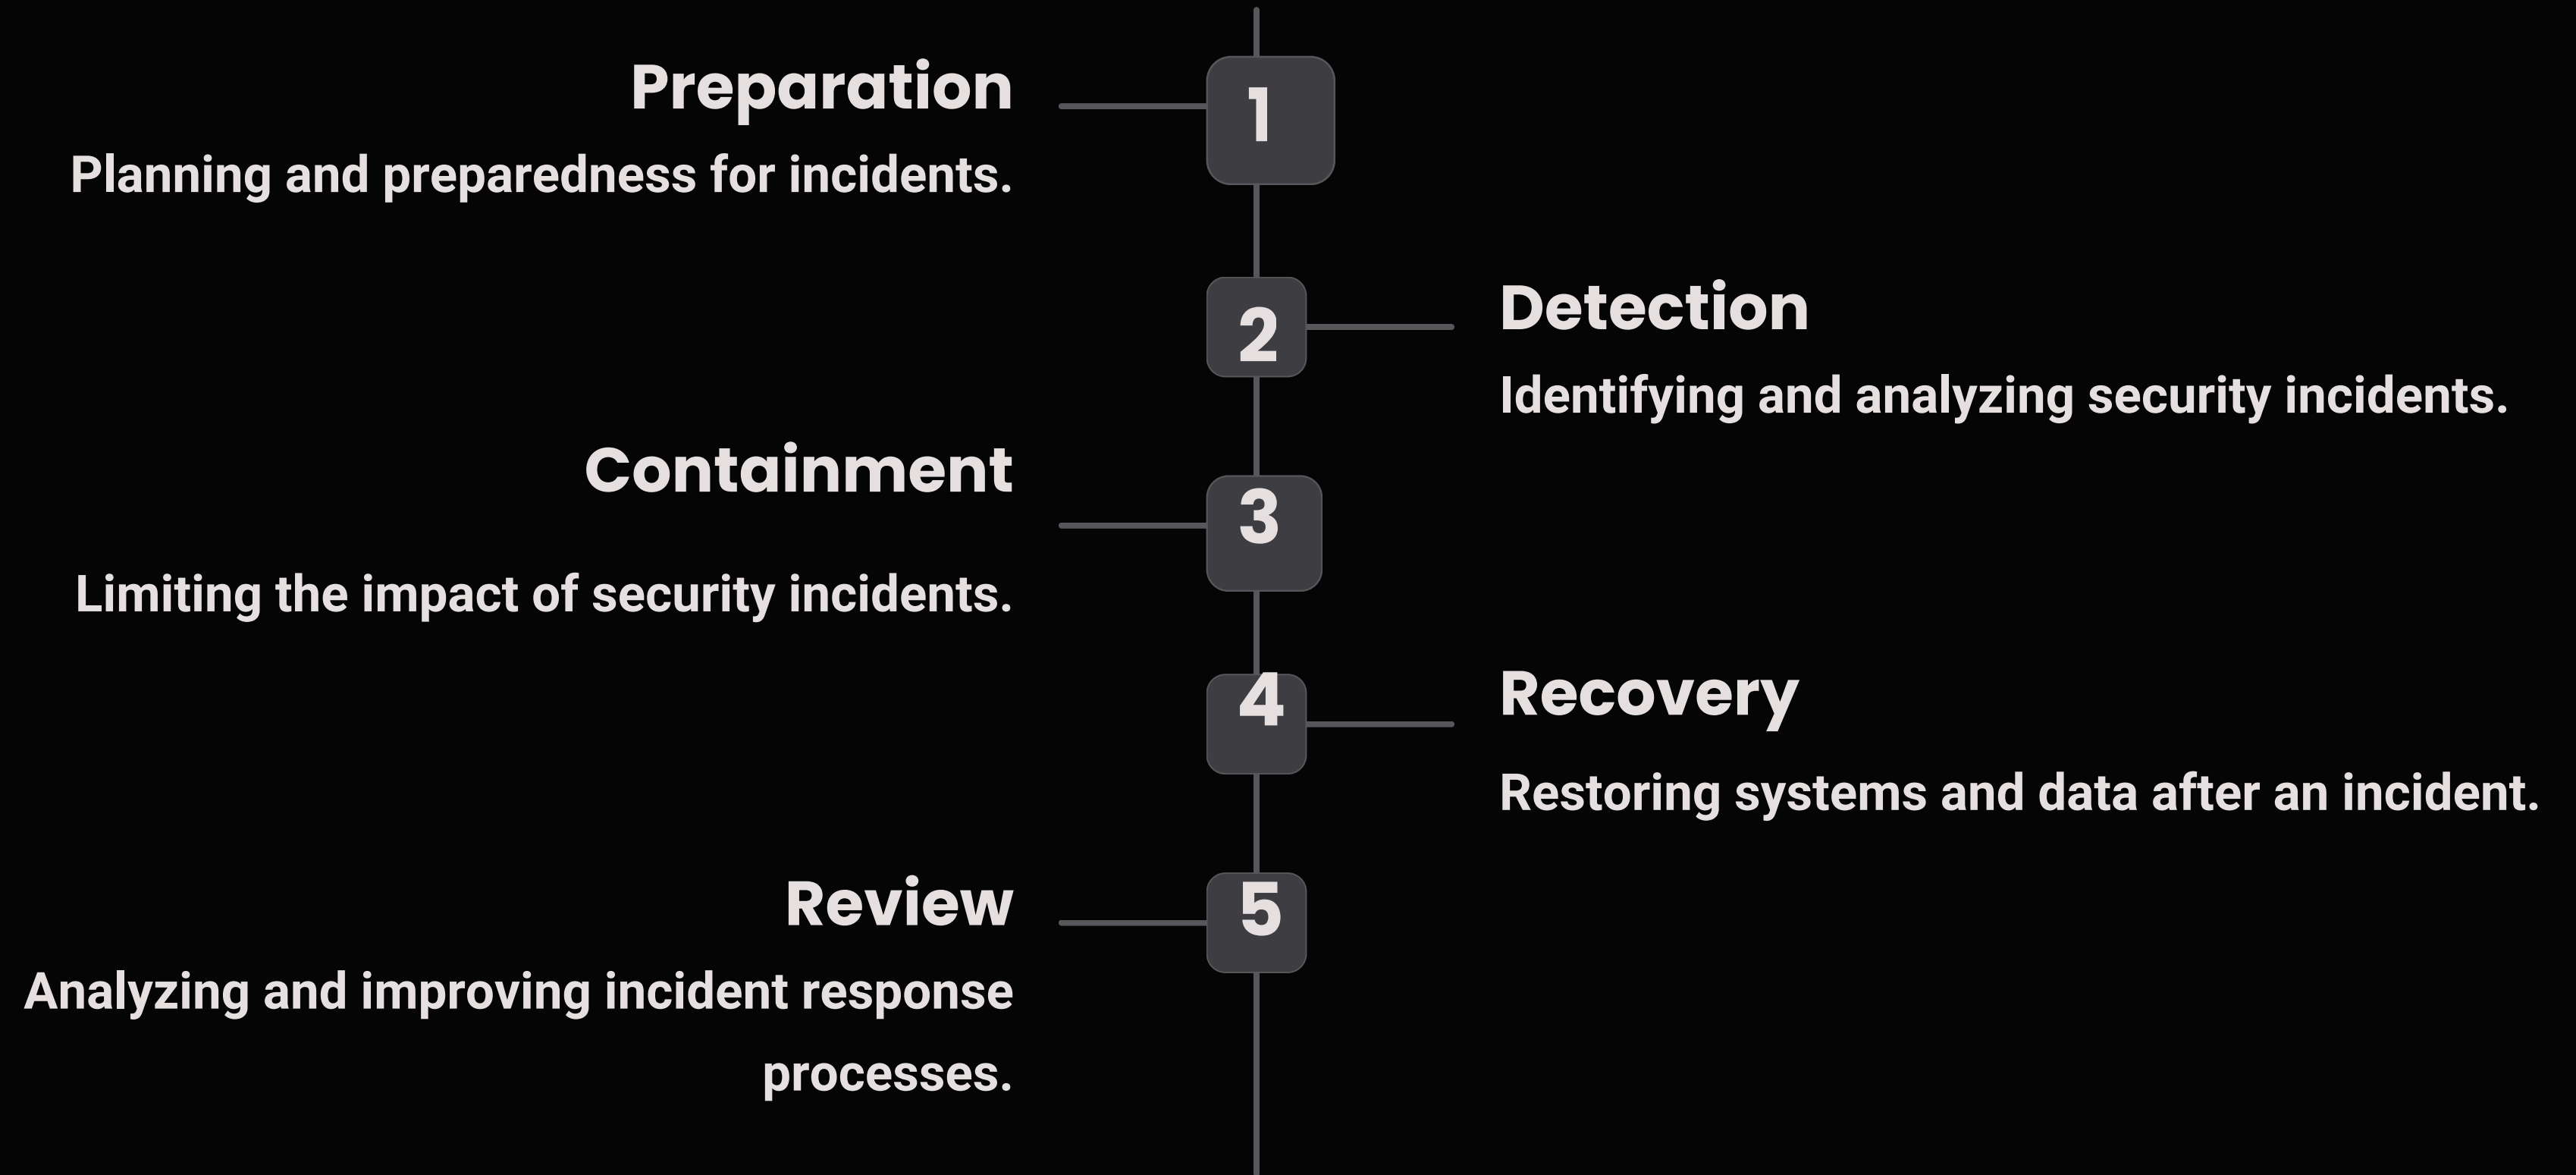 Preparation
1
Planning and preparedness for incidents.
2
Detection
Identifying and analyzing security incidents.
Containment
3
Limiting the impact of security incidents.
4
Recovery
Restoring systems and data after an incident.
Review
5
Analyzing and improving incident response
processes.